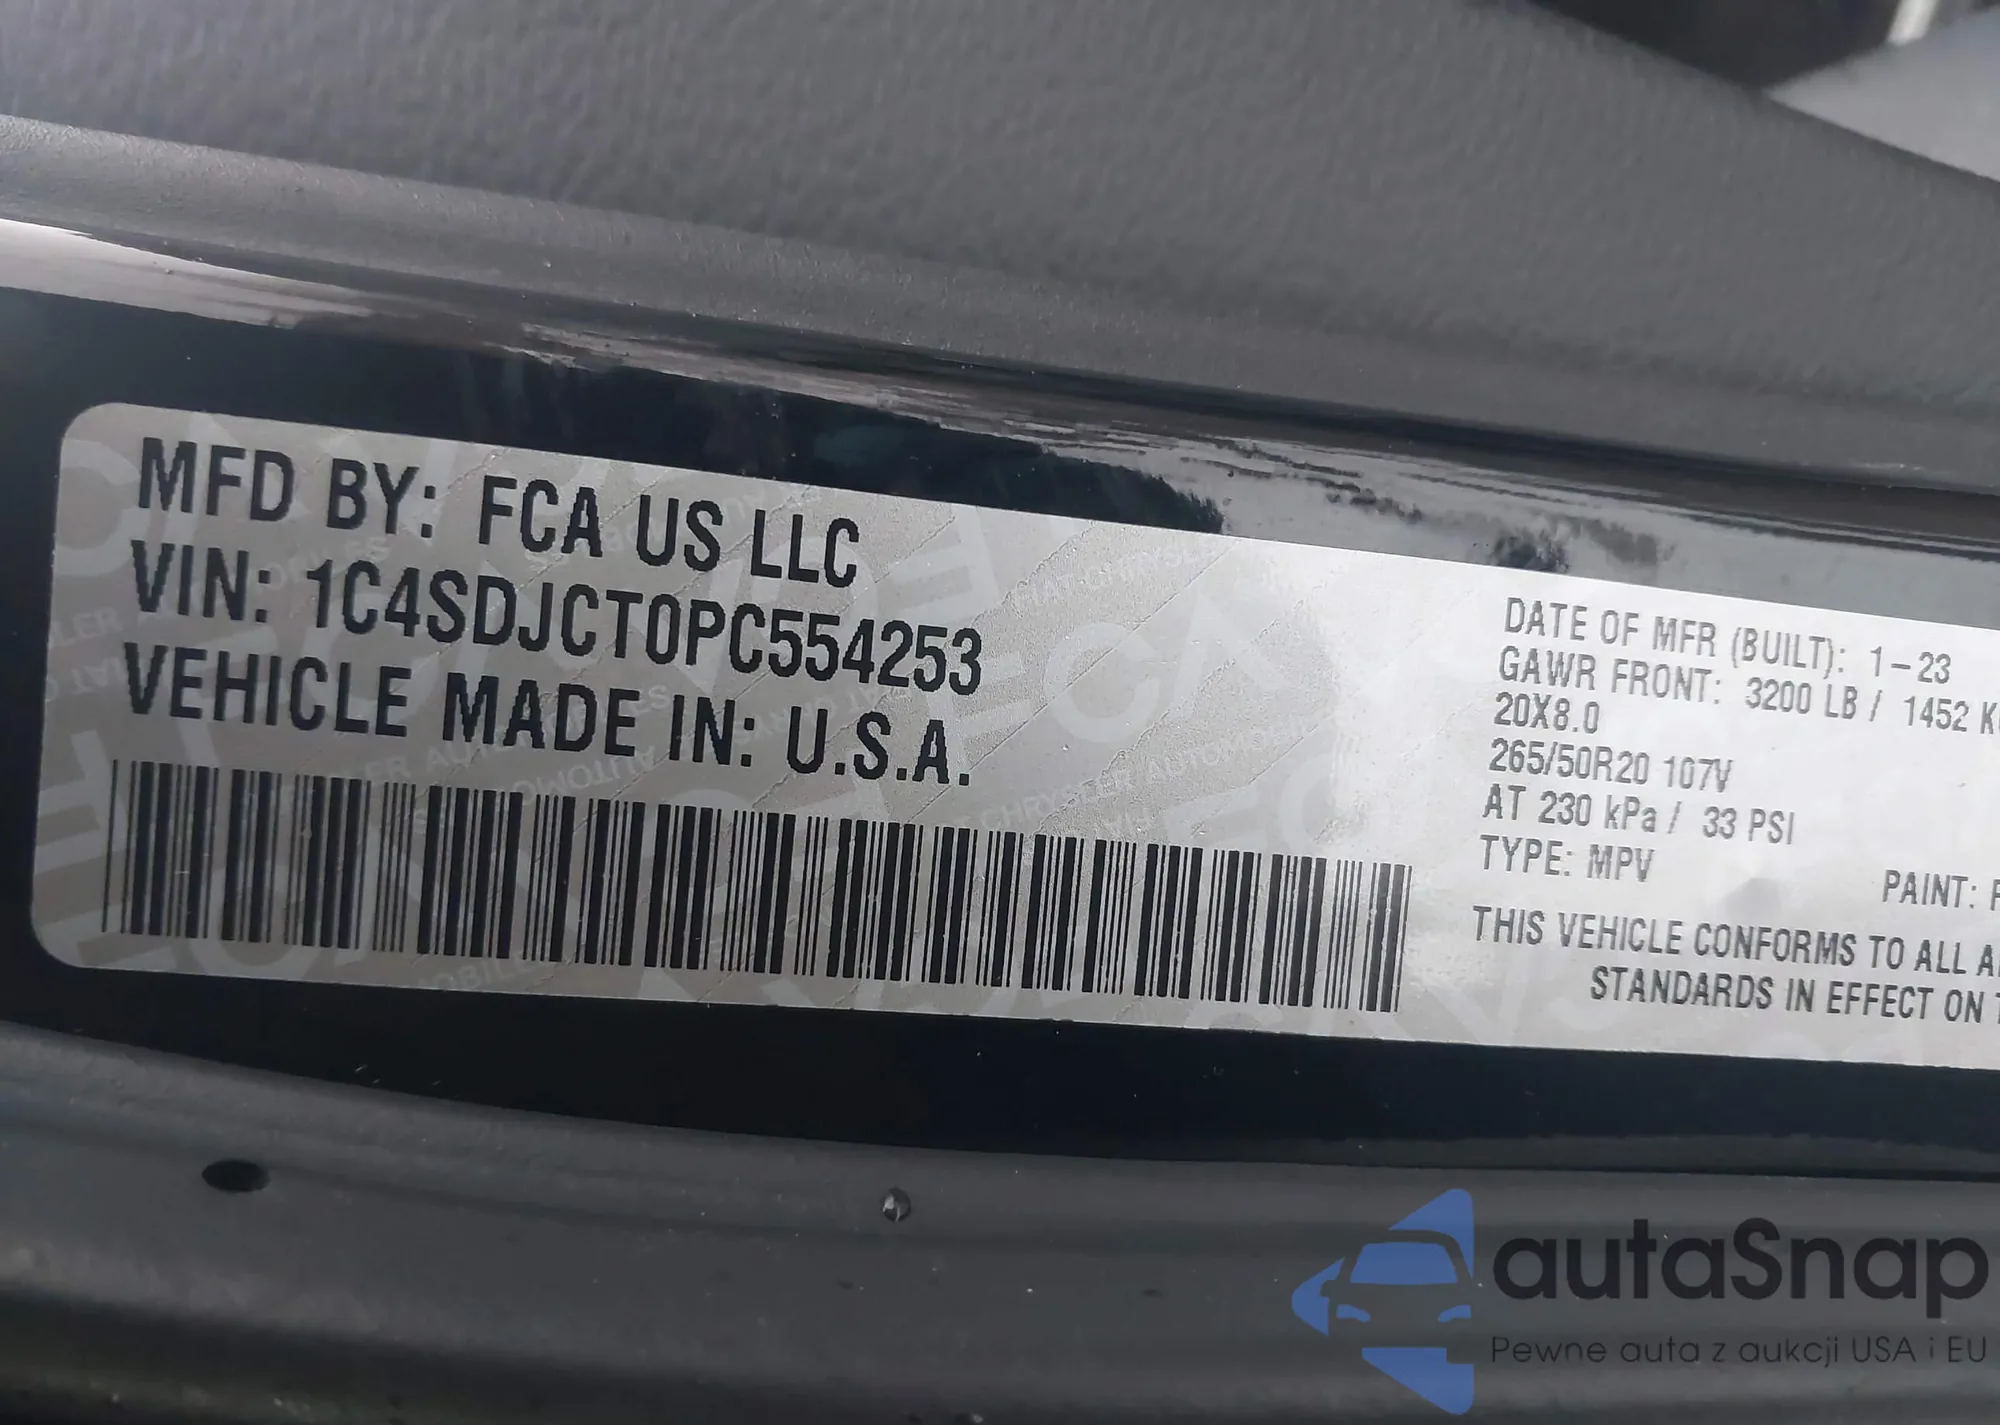 MFD BY: FCA US LLC
VIN: 1C4SDJCT0PC554253
VEHICLE MADE IN: U.S.A.
DATE OF MFR (BUILT): 1-23
GAWR FRONT: 3200 LB / 1452 K
20X8.0
265/50R20 107V
AT 230 kPa / 33 PSI
TYPE: MPV
PAINT: P
THIS VEHICLE CONFORMS TO ALL A
STANDARDS IN EFFECT ON T
autaSnap
Pewne auta z aukcji USA i EU